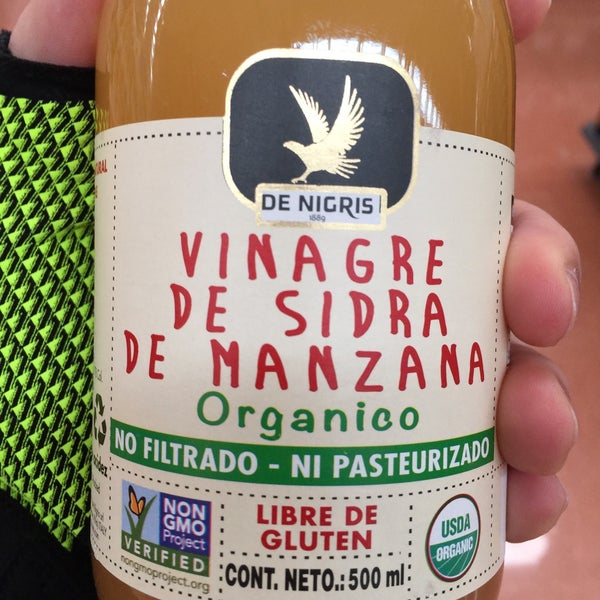 DE NIGRIS
1889
VINAGRE
DE SIDRA
DE MANZANA
Organico
NO FILTRADO - NI PASTEURIZADO
NON
GMO
Project
VERIFIED
nongmoproject.org
LIBRE DE
GLUTEN
CONT. NETO.: 500 ml
USDA
ORGANIC